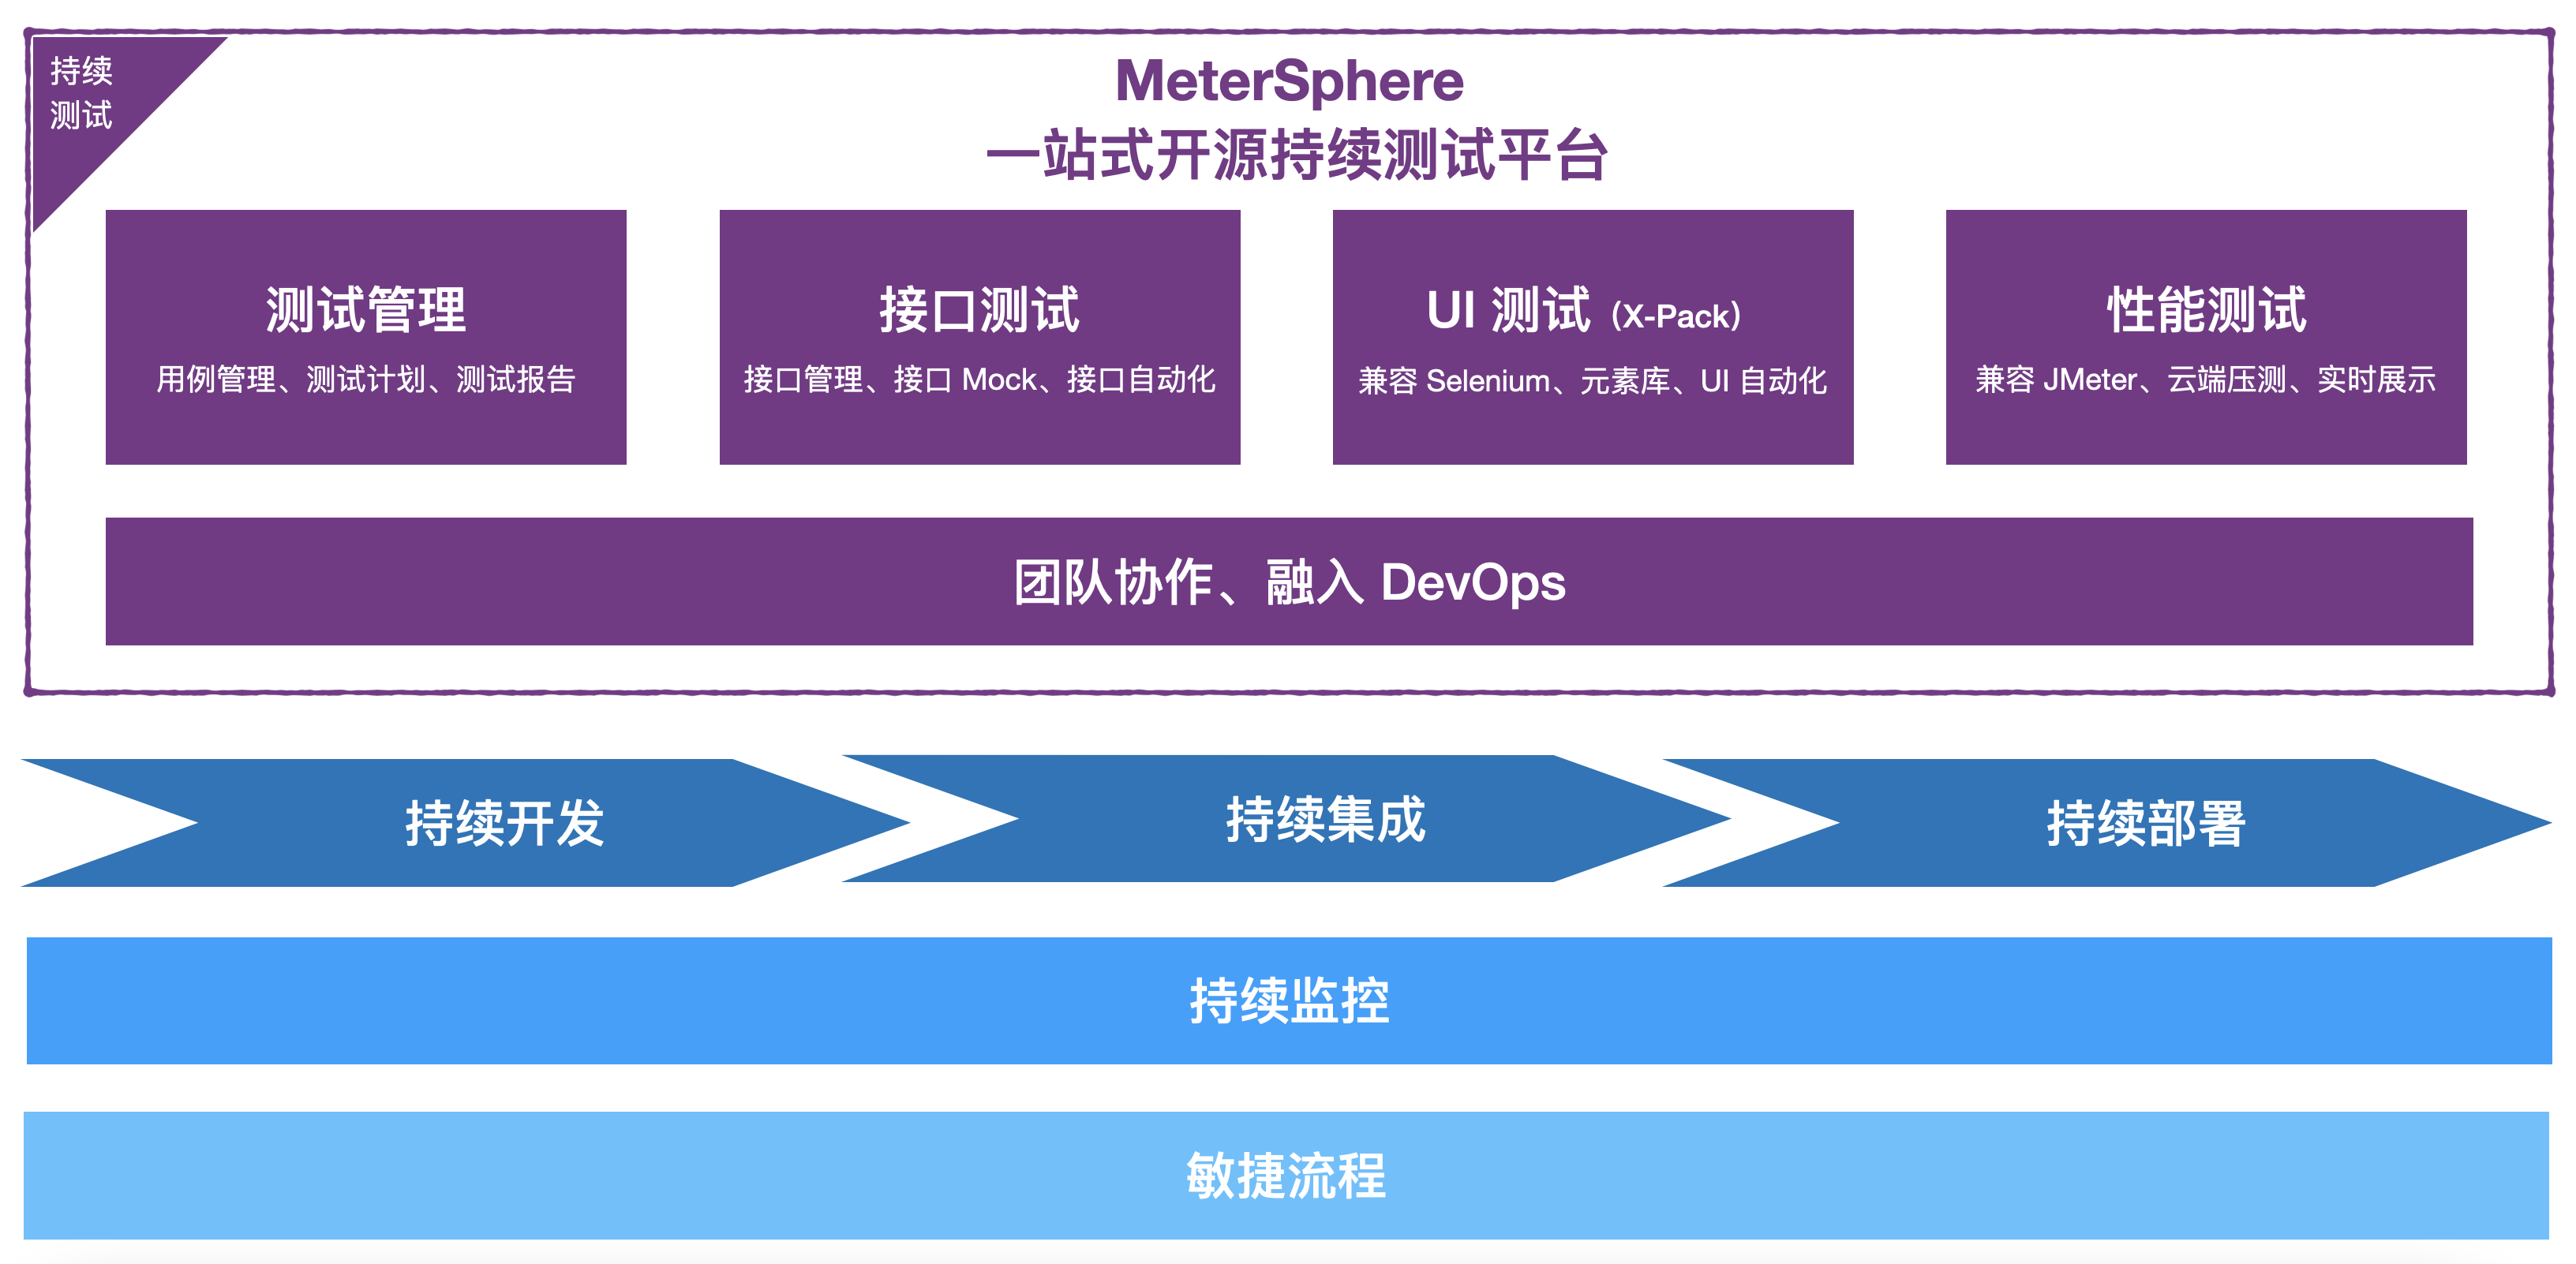 持续
测试
MeterSphere
一站式开源持续测试平台
测试管理
用例管理、测试计划、测试报告
接口测试
接口管理、接口 Mock、接口自动化
UI 测试（X-Pack）
兼容 Selenium、元素库、UI 自动化
性能测试
兼容 JMeter、云端压测、实时展示
团队协作、融入 DevOps
持续开发
持续集成
持续部署
持续监控
敏捷流程